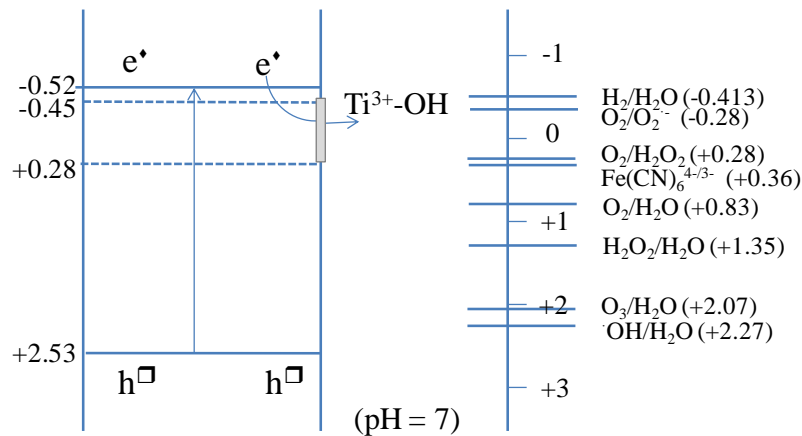 -1
e♦ e♦
-0.52
-0.45
Ti³⁺-OH
H₂/H₂O (-0.413)
O₂/O₂·- (-0.28)
0
O₂/H₂O₂ (+0.28)
+0.28
Fe(CN)₆⁴⁻/³⁻ (+0.36)
O₂/H₂O (+0.83)
+1
H₂O₂/H₂O (+1.35)
+2
O₃/H₂O (+2.07)
·OH/H₂O (+2.27)
+2.53
h❒ h❒
+3
(pH = 7)